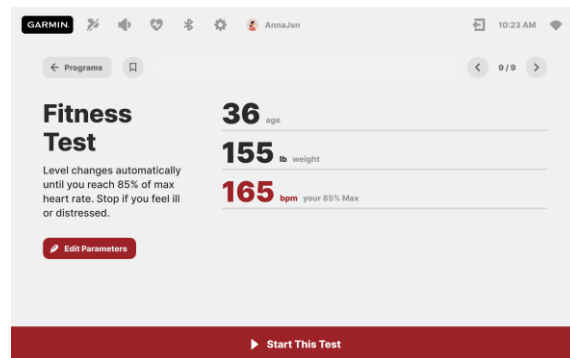 GARMIN
AnnaJsn
10:23 AM
Programs
9/9
Fitness
Test
Level changes automatically
until you reach 85% of max
heart rate. Stop if you feel ill
or distressed.
Edit Parameters
36 age
155 lb weight
165 bpm your 85% Max
Start This Test